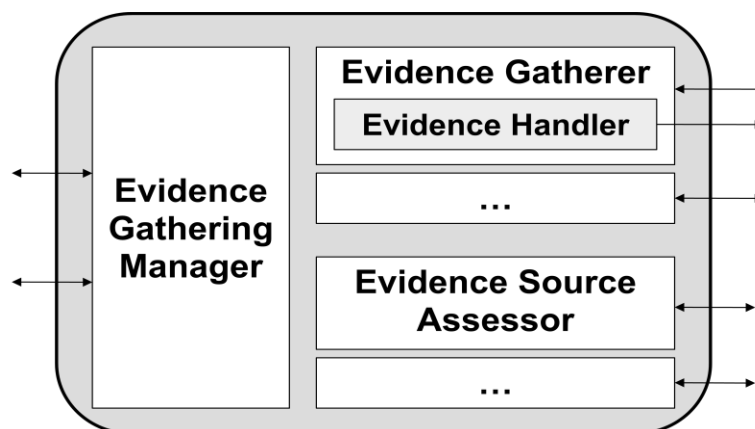 Evidence
Gathering
Manager
Evidence Gatherer
Evidence Handler
...
Evidence Source
Assessor
...